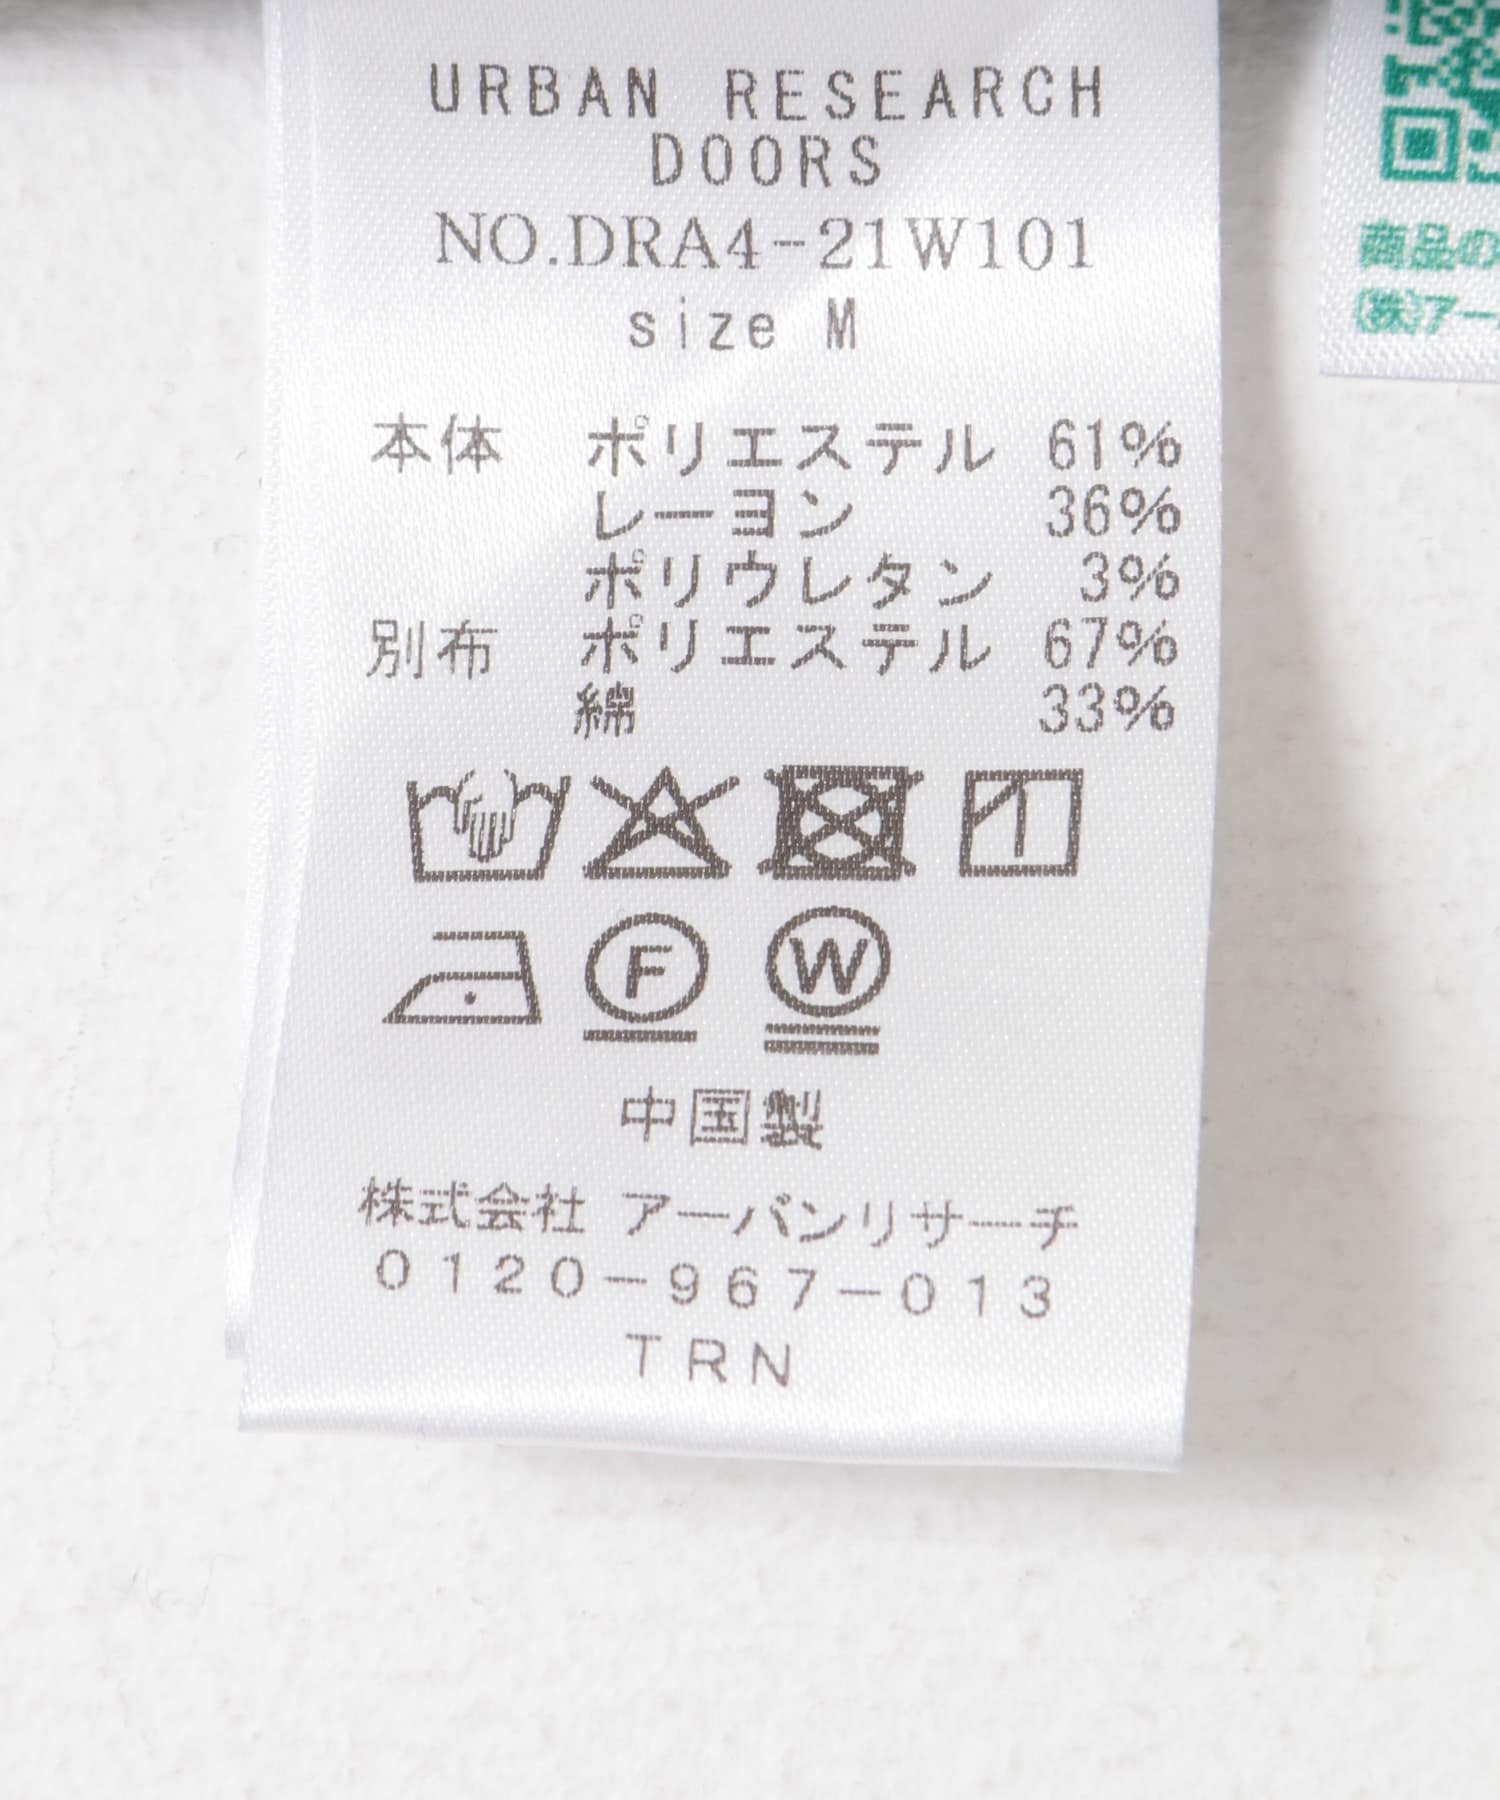 URBAN RESEARCH
DOORS
NO.DRA4-21W101
size M
本体 ポリエステル 61%
レーヨン 36%
ポリウレタン 3%
別布 ポリエステル 67%
綿 33%
F W
中国製
株式会社 アーバンリサーチ
0120-967-013
TRN
商品の
(株)アー